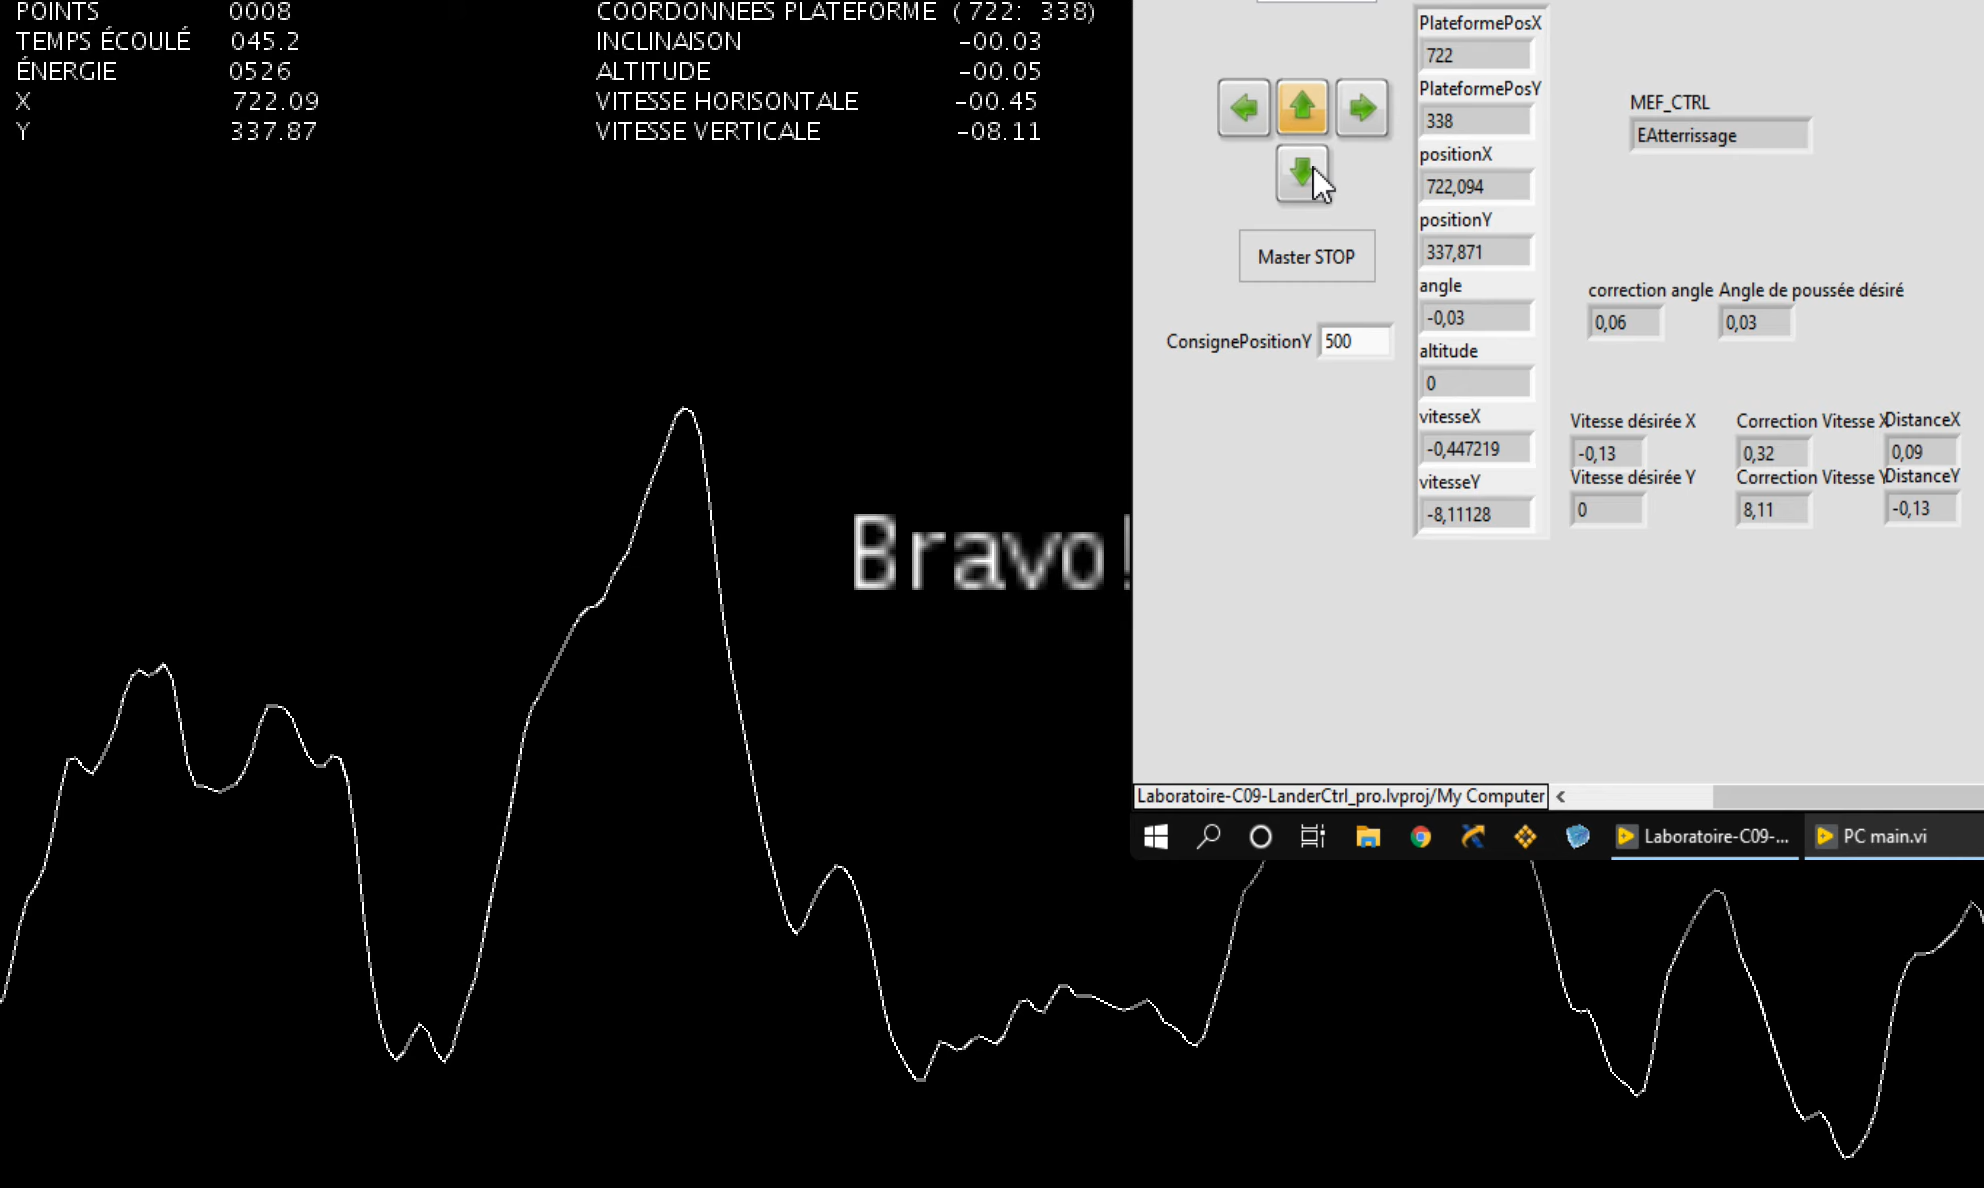 POINTS 0008
TEMPS ÉCOULÉ 045.2
ÉNERGIE 0526
X 722.09
Y 337.87
COORDONNEES PLATEFORME (722: 338)
INCLINAISON -00.03
ALTITUDE -00.05
VITESSE HORISONTALE -00.45
VITESSE VERTICALE -08.11
Bravo!
Master STOP
ConsignePositionY 500
PlateformePosX
722
PlateformePosY
338
positionX
722,094
positionY
337,871
angle
-0,03
altitude
0
vitesseX
-0,447219
vitesseY
-8,11128
MEF_CTRL
EAtterrissage
correction angle Angle de poussée désiré
0,06 0,03
Vitesse désirée X Correction Vitesse X DistanceX
-0,13 0,32 0,09
Vitesse désirée Y Correction Vitesse Y DistanceY
0 8,11 -0,13
Laboratoire-C09-LanderCtrl_pro.lvproj/My Computer
Laboratoire-C09-... PC main.vi